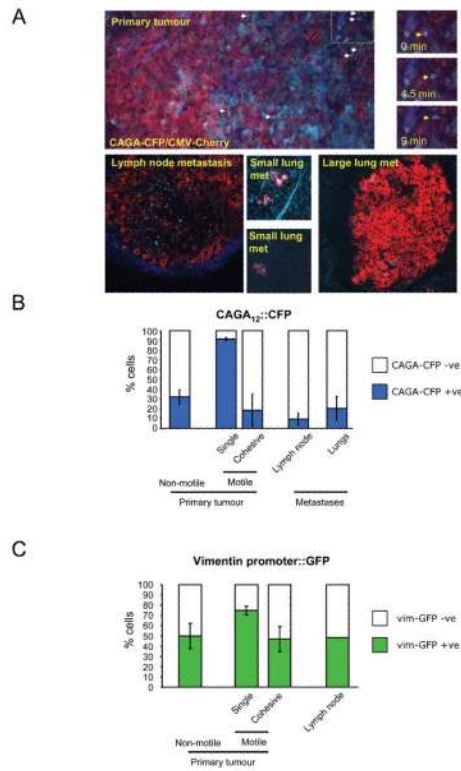 A
Primary tumour
0 min
4.5 min
9 min
CAGA-CFP/CMV-Cherry
Lymph node metastasis
Small lung
met
Large lung met
Small lung
met
B
CAGA12::CFP
100
90
80
70
60
50
40
30
20
10
0
% cells
CAGA-CFP -ve
CAGA-CFP +ve
Single
Cohesive
Lymph node
Lungs
Non-motile
Motile
Primary tumour
Metastases
C
Vimentin promoter::GFP
100
90
80
70
60
50
40
30
20
10
0
% cells
vim-GFP -ve
vim-GFP +ve
Single
Cohesive
Lymph node
Non-motile
Motile
Primary tumour